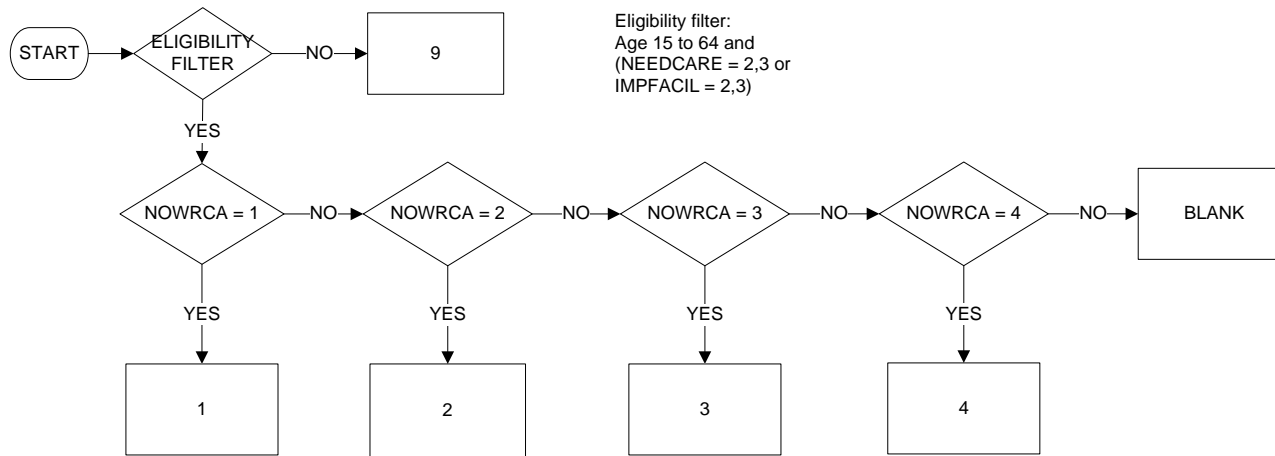 START
ELIGIBILITY
FILTER
NO
9
Eligibility filter:
Age 15 to 64 and
(NEEDCARE = 2,3 or
IMPFACIL = 2,3)
YES
NOWRCA = 1
NO
NOWRCA = 2
NO
NOWRCA = 3
NO
NOWRCA = 4
NO
BLANK
YES
YES
YES
YES
1
2
3
4